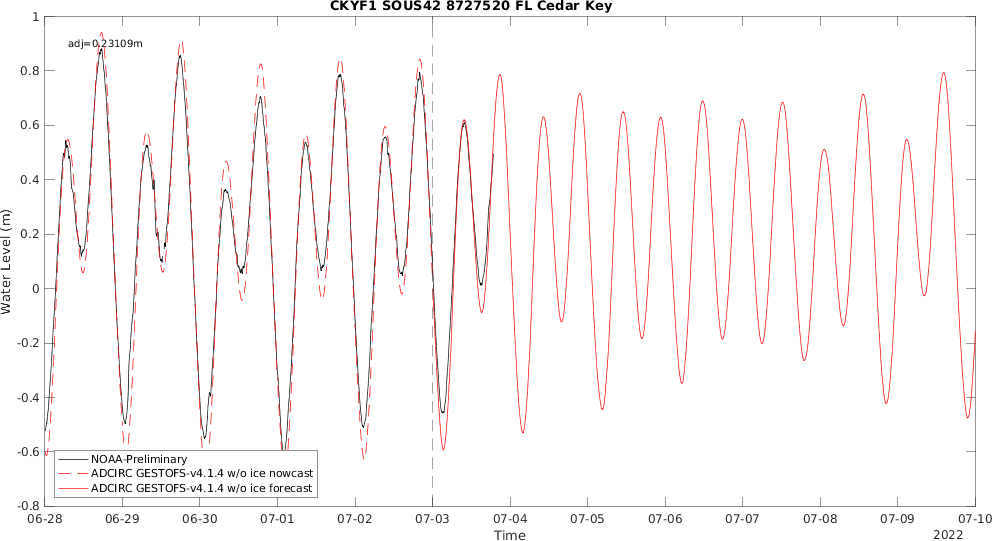 CKYF1 SOUS42 8727520 FL Cedar Key
adj=0.23109m
Water Level (m)
1
0.8
0.6
0.4
0.2
0
-0.2
-0.4
-0.6
-0.8
NOAA-Preliminary
ADCIRC GESTOFS-v4.1.4 w/o ice nowcast
ADCIRC GESTOFS-v4.1.4 w/o ice forecast
06-28 06-29 06-30 07-01 07-02 07-03 07-04 07-05 07-06 07-07 07-08 07-09 07-10
Time
2022